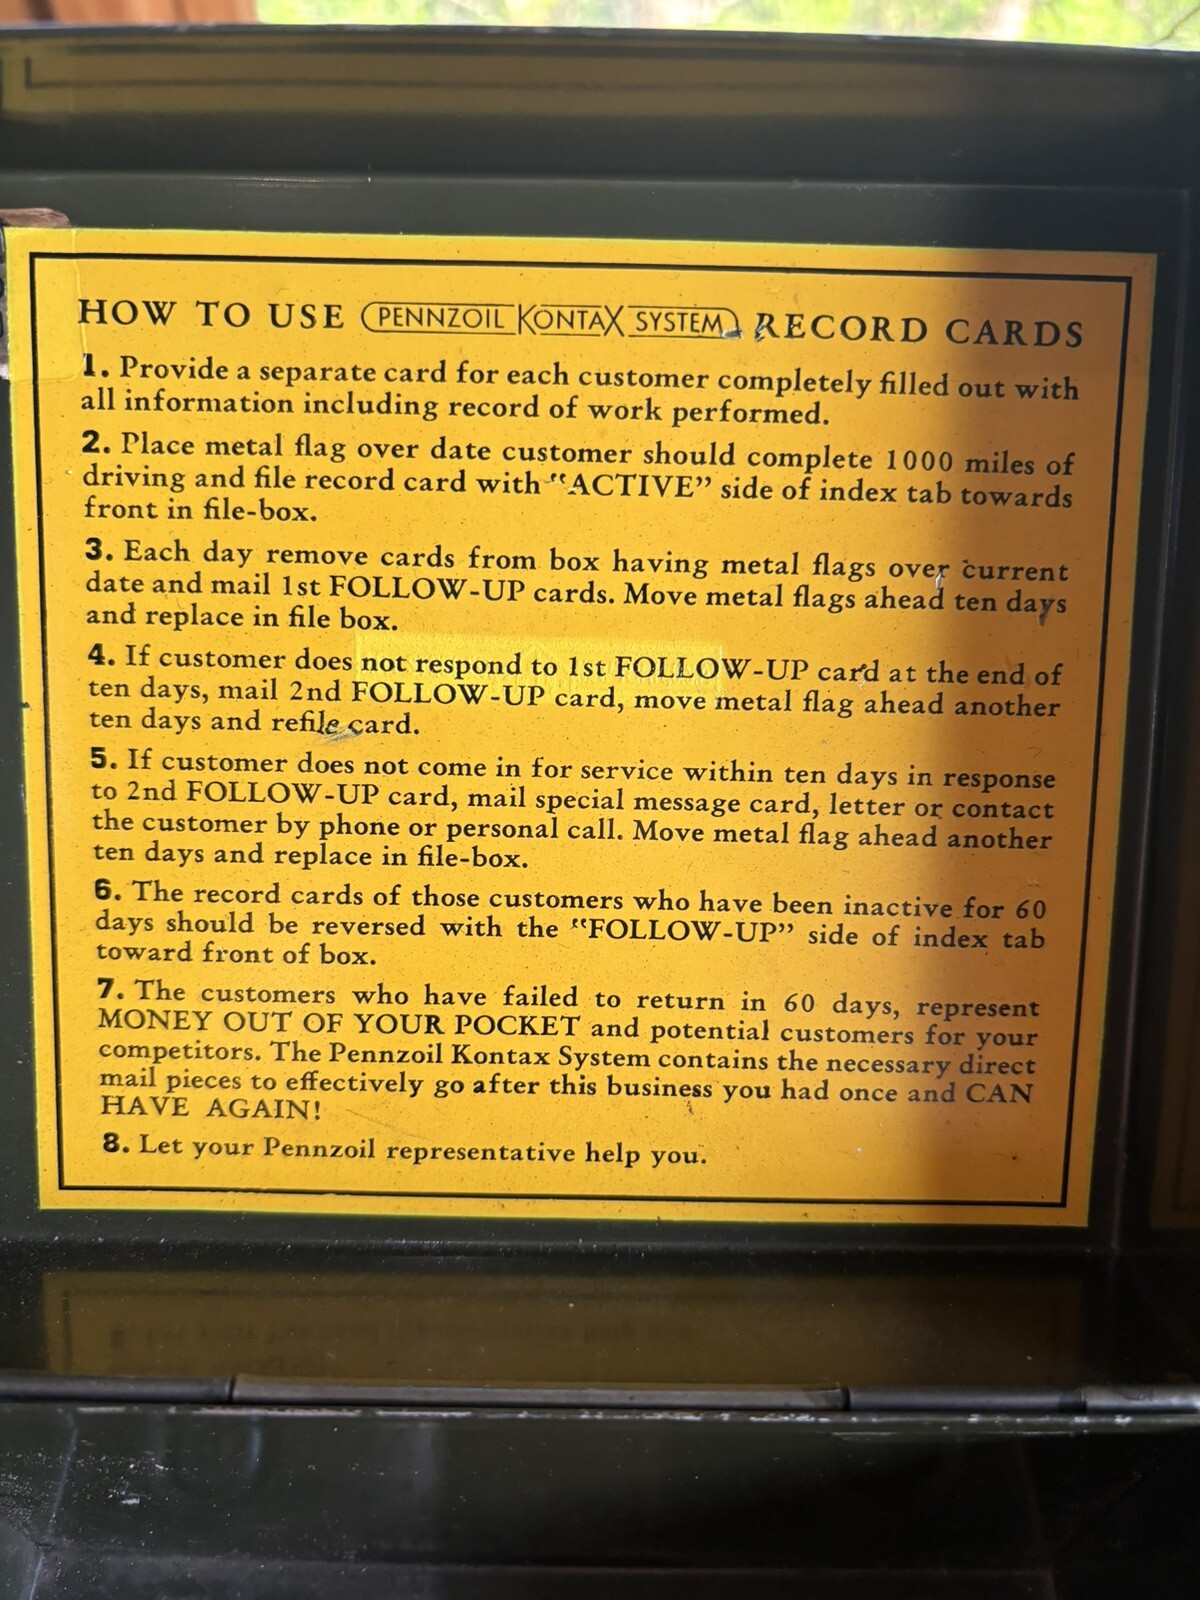 HOW TO USE PENNZOIL KONTAX SYSTEM RECORD CARDS
1. Provide a separate card for each customer completely filled out with
all information including record of work performed.
2. Place metal flag over date customer should complete 1000 miles of
driving and file record card with "ACTIVE" side of index tab towards
front in file-box.
3. Each day remove cards from box having metal flags over current
date and mail 1st FOLLOW-UP cards. Move metal flags ahead ten days
and replace in file box.
4. If customer does not respond to 1st FOLLOW-UP card at the end of
ten days, mail 2nd FOLLOW-UP card, move metal flag ahead another
ten days and refile card.
5. If customer does not come in for service within ten days in response
to 2nd FOLLOW-UP card, mail special message card, letter or contact
the customer by phone or personal call. Move metal flag ahead another
ten days and replace in file-box.
6. The record cards of those customers who have been inactive for 60
days should be reversed with the "FOLLOW-UP" side of index tab
toward front of box.
7. The customers who have failed to return in 60 days, represent
MONEY OUT OF YOUR POCKET and potential customers for your
competitors. The Pennzoil Kontax System contains the necessary direct
mail pieces to effectively go after this business you had once and CAN
HAVE AGAIN!
8. Let your Pennzoil representative help you.